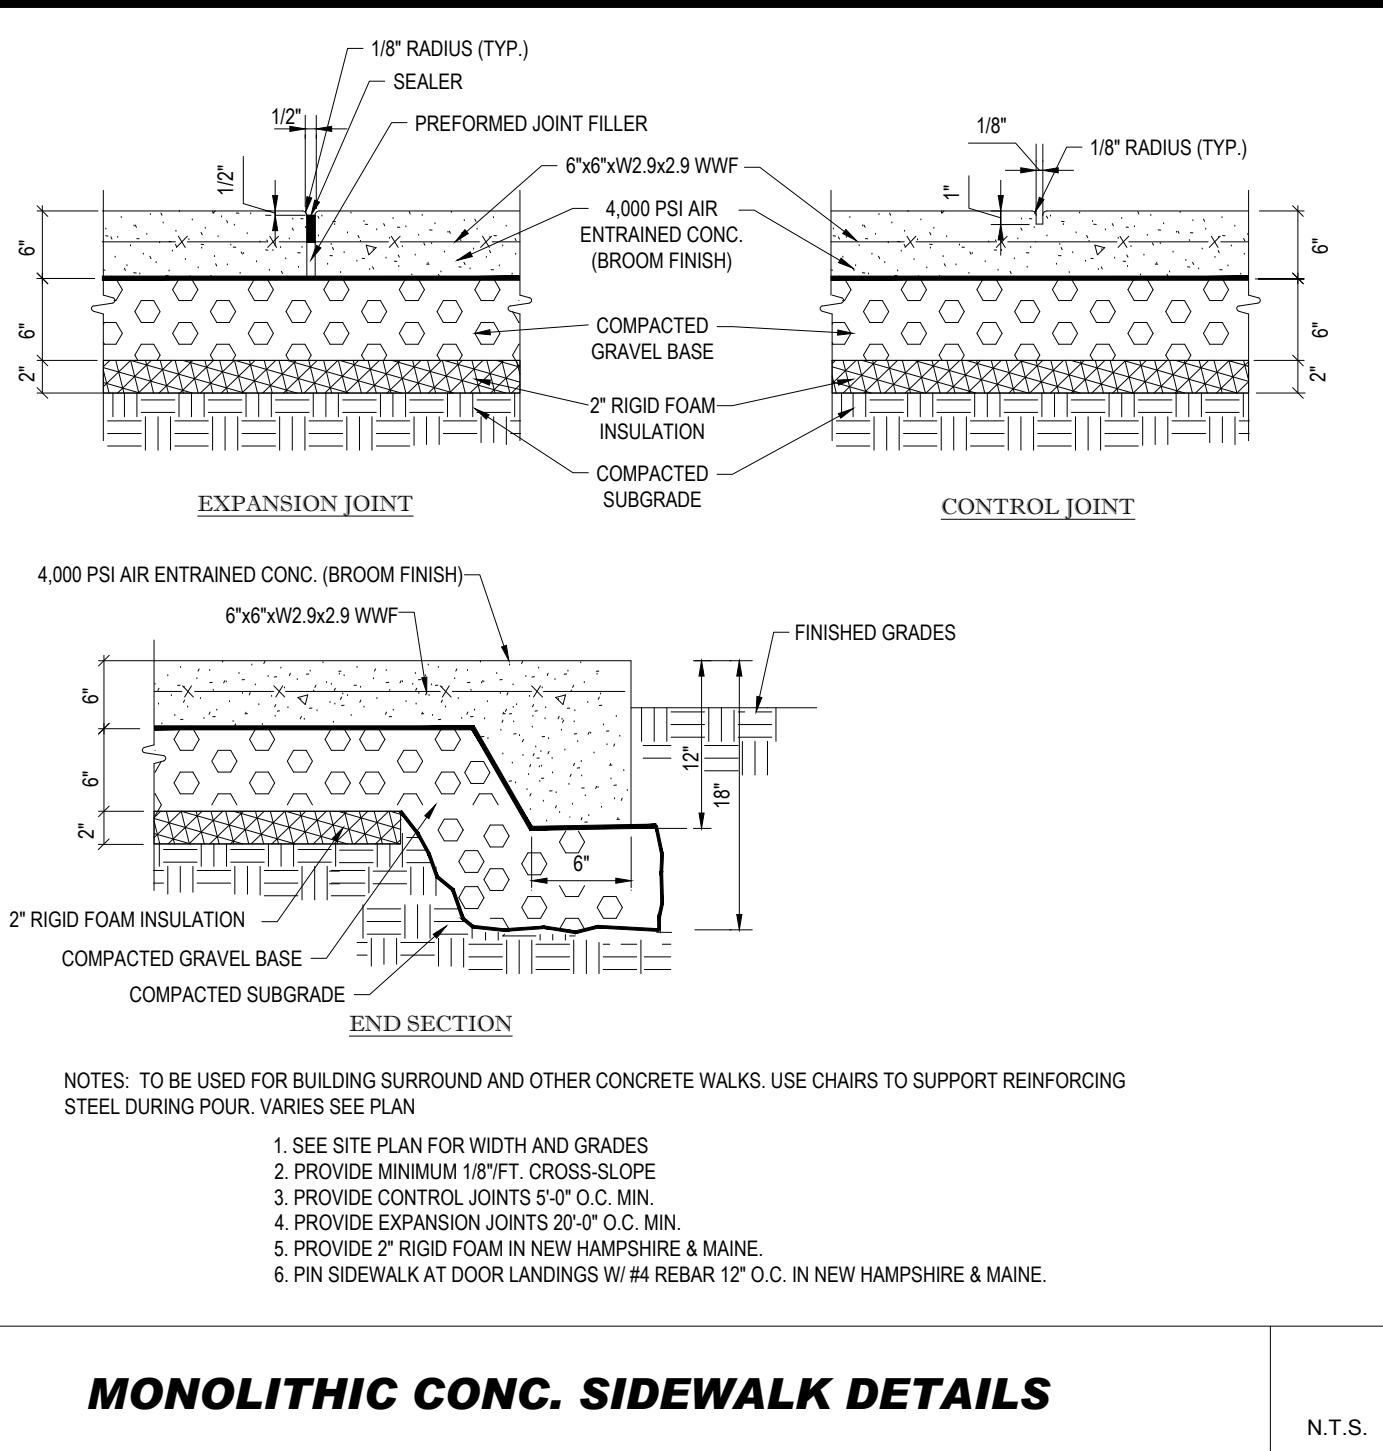 1/8" RADIUS (TYP.)
SEALER
1/2"
PREFORMED JOINT FILLER
1/2"
6"x6"xW2.9x2.9 WWF
4,000 PSI AIR
ENTRAINED CONC.
(BROOM FINISH)
6"
6"
2"
COMPACTED
GRAVEL BASE
2" RIGID FOAM
INSULATION
COMPACTED
SUBGRADE
EXPANSION JOINT
1/8"
1/8" RADIUS (TYP.)
1"
6"
6"
2"
CONTROL JOINT
4,000 PSI AIR ENTRAINED CONC. (BROOM FINISH)
6"x6"xW2.9x2.9 WWF
FINISHED GRADES
6"
6"
2"
12"
18"
6"
2" RIGID FOAM INSULATION
COMPACTED GRAVEL BASE
COMPACTED SUBGRADE
END SECTION
NOTES: TO BE USED FOR BUILDING SURROUND AND OTHER CONCRETE WALKS. USE CHAIRS TO SUPPORT REINFORCING
STEEL DURING POUR. VARIES SEE PLAN
1. SEE SITE PLAN FOR WIDTH AND GRADES
2. PROVIDE MINIMUM 1/8"/FT. CROSS-SLOPE
3. PROVIDE CONTROL JOINTS 5'-0" O.C. MIN.
4. PROVIDE EXPANSION JOINTS 20'-0" O.C. MIN.
5. PROVIDE 2" RIGID FOAM IN NEW HAMPSHIRE & MAINE.
6. PIN SIDEWALK AT DOOR LANDINGS W/ #4 REBAR 12" O.C. IN NEW HAMPSHIRE & MAINE.
MONOLITHIC CONC. SIDEWALK DETAILS
N.T.S.